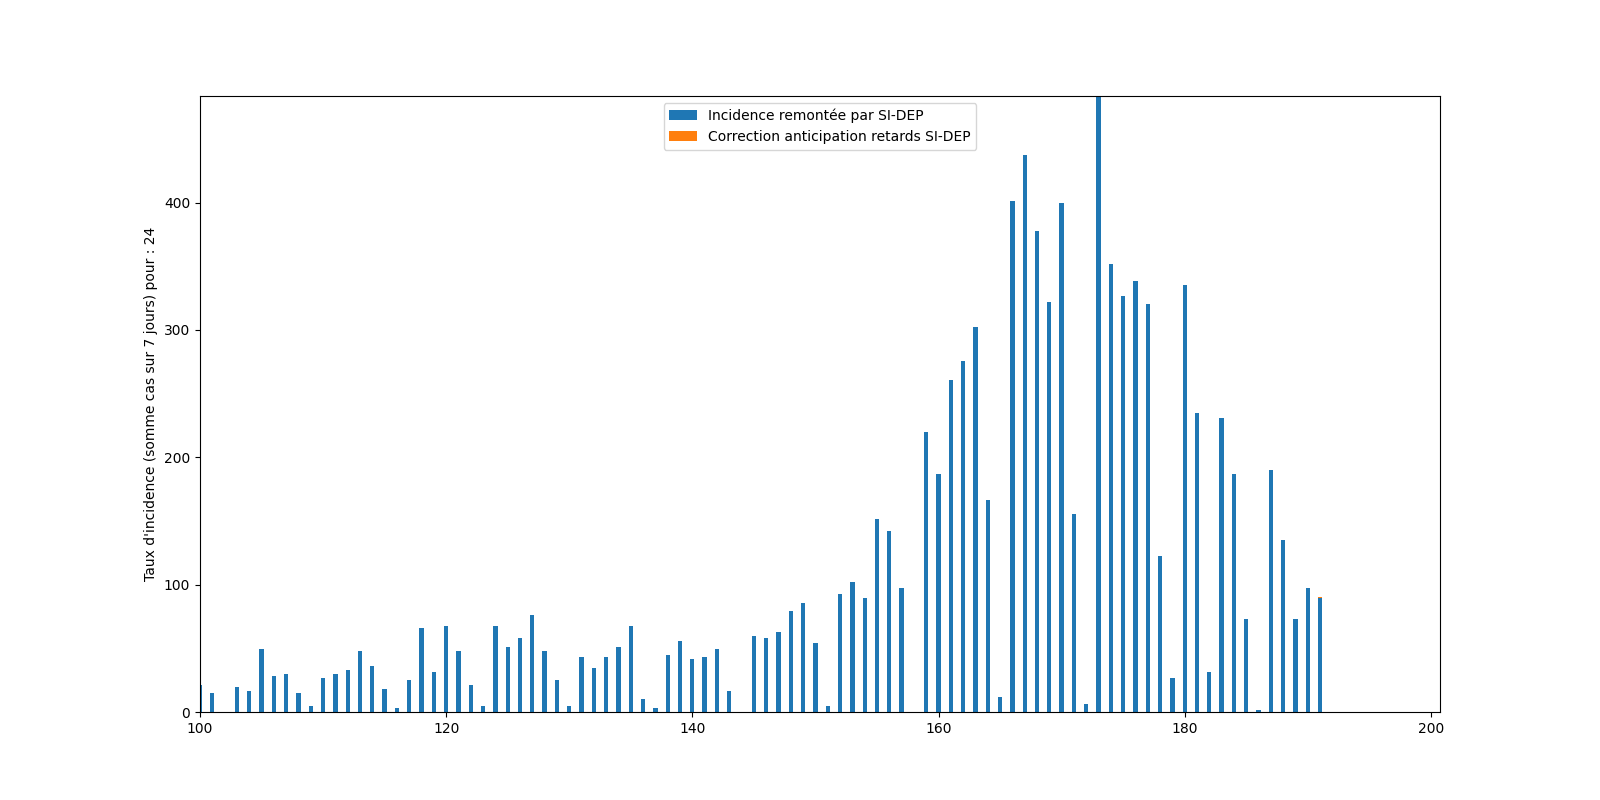 Incidence remontée par SI-DEP
Correction anticipation retards SI-DEP
Taux d'incidence (somme cas sur 7 jours) pour : 24
400
300
200
100
0
100 120 140 160 180 200